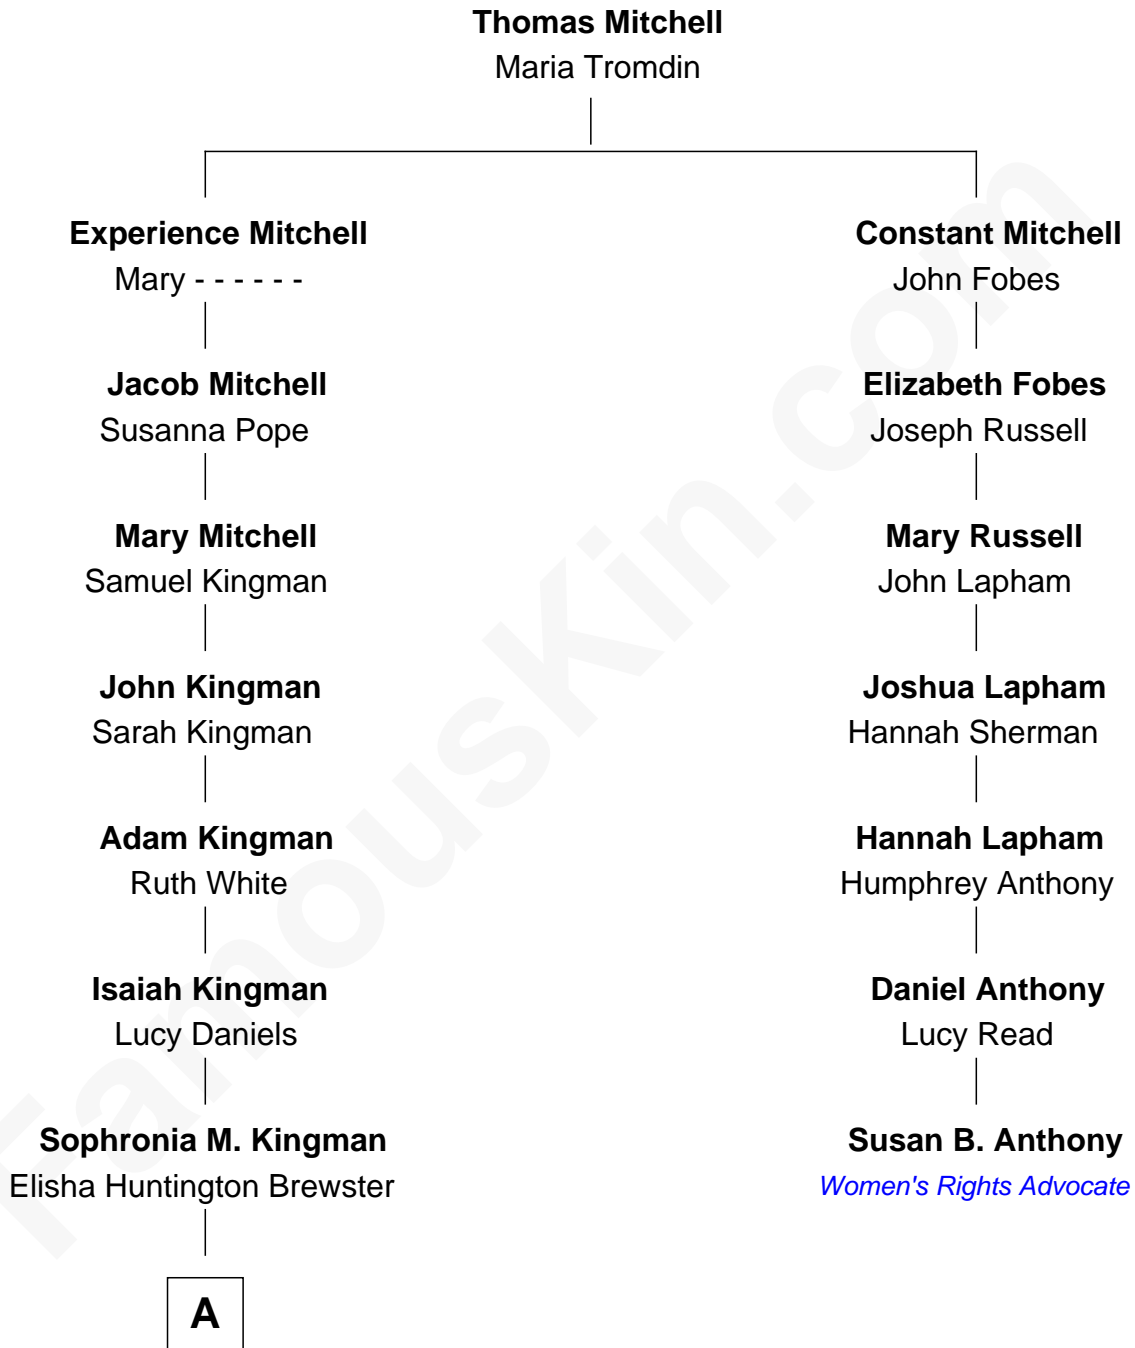 Thomas Mitchell
Maria Tromdin
Experience Mitchell
Mary - - - - - -
Jacob Mitchell
Susanna Pope
Mary Mitchell
Samuel Kingman
John Kingman
Sarah Kingman
Adam Kingman
Ruth White
Isaiah Kingman
Lucy Daniels
Sophronia M. Kingman
Elisha Huntington Brewster
A
Constant Mitchell
John Fobes
Elizabeth Fobes
Joseph Russell
Mary Russell
John Lapham
Joshua Lapham
Hannah Sherman
Hannah Lapham
Humphrey Anthony
Daniel Anthony
Lucy Read
Susan B. Anthony
Women's Rights Advocate
FamousKin.com